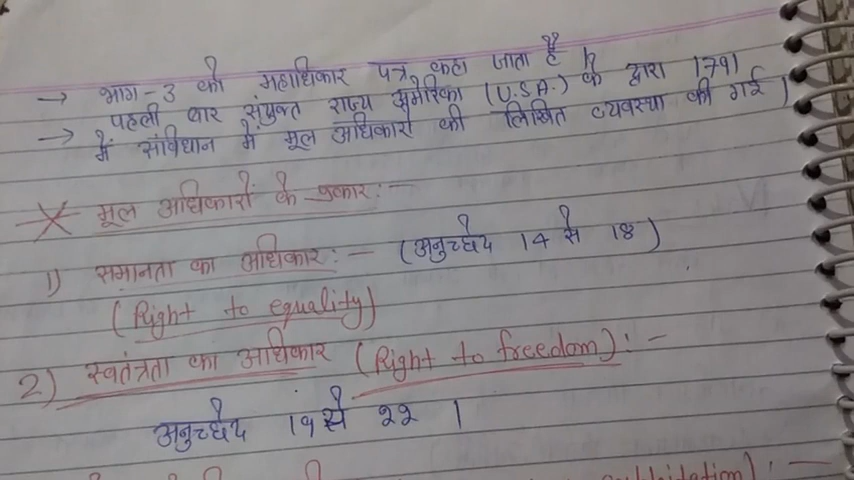 → भाग-3 को महाधिकार पत्र कहा जाता है।
→ पहली बार संयुक्त राज्य अमेरिका (U.S.A.) के द्वारा 1791
में संविधान में मूल अधिकारों की लिखित व्यवस्था की गई।
मूल अधिकारों के प्रकार:-
1) समानता का अधिकार:- (अनुच्छेद 14 से 18)
(Right to equality)
2) स्वतंत्रता का अधिकार (Right to freedom):-
अनुच्छेद 19 से 22 ।